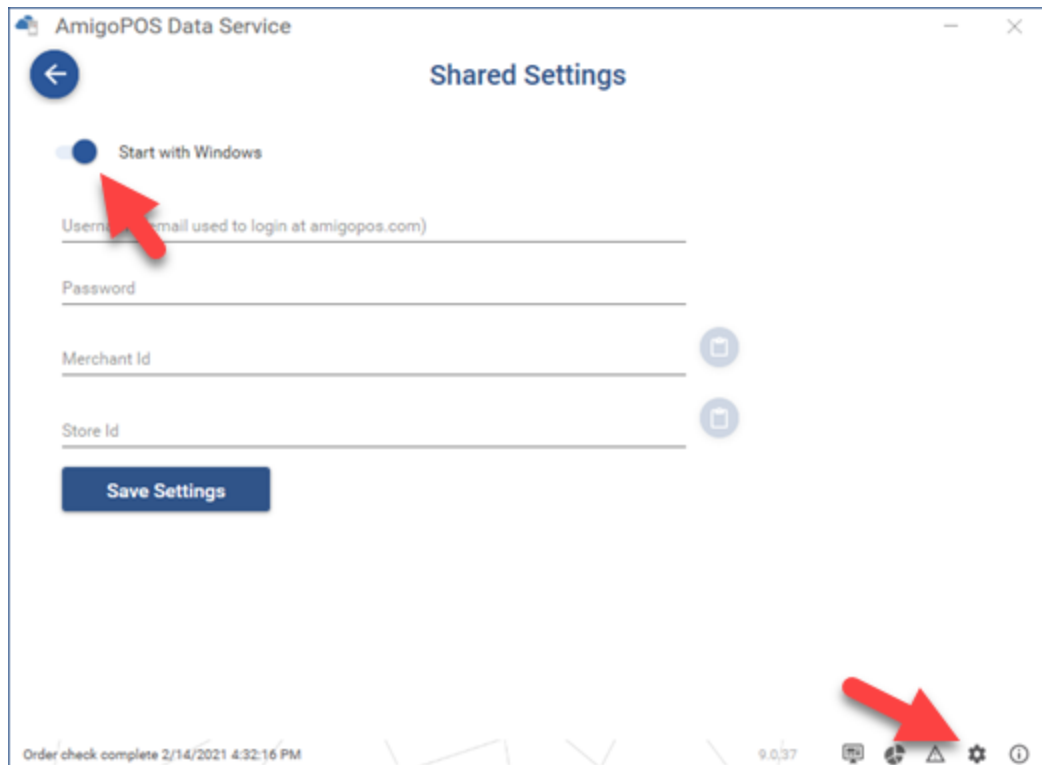 AmigoPOS Data Service
Shared Settings
Start with Windows
email used to login at amigopos.com)
Password
Merchant Id
Store Id
Save Settings
Order check complete 2/14/2021 4:32:16 PM
9.0.37